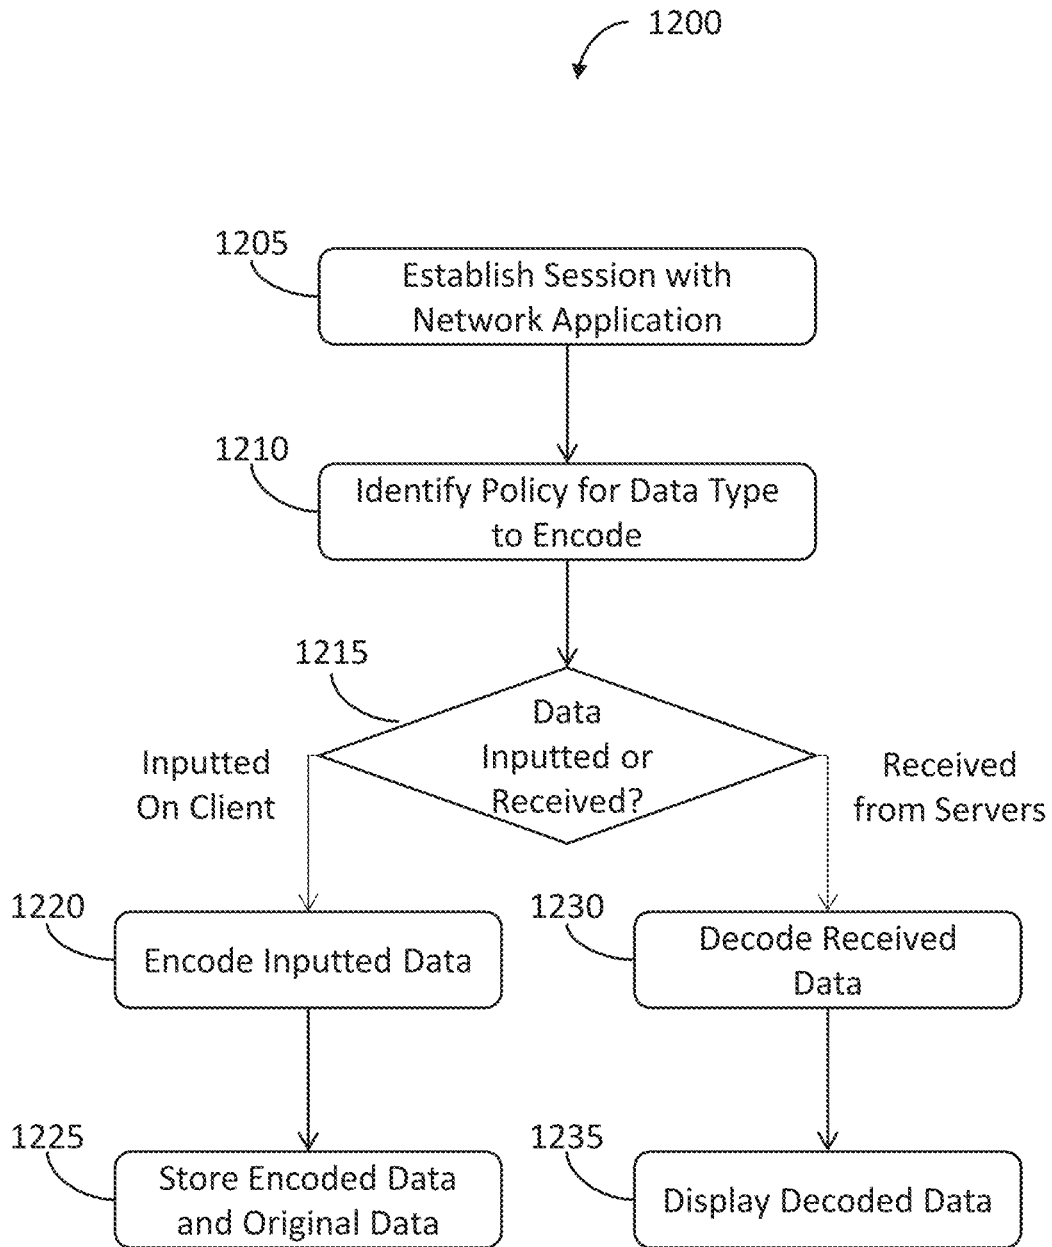 1200
1205
Establish Session with
Network Application
1210
Identify Policy for Data Type
to Encode
1215
Data
Inputted or
Received?
Inputted
On Client
Received
from Servers
1220
Encode Inputted Data
1230
Decode Received
Data
1225
Store Encoded Data
and Original Data
1235
Display Decoded Data